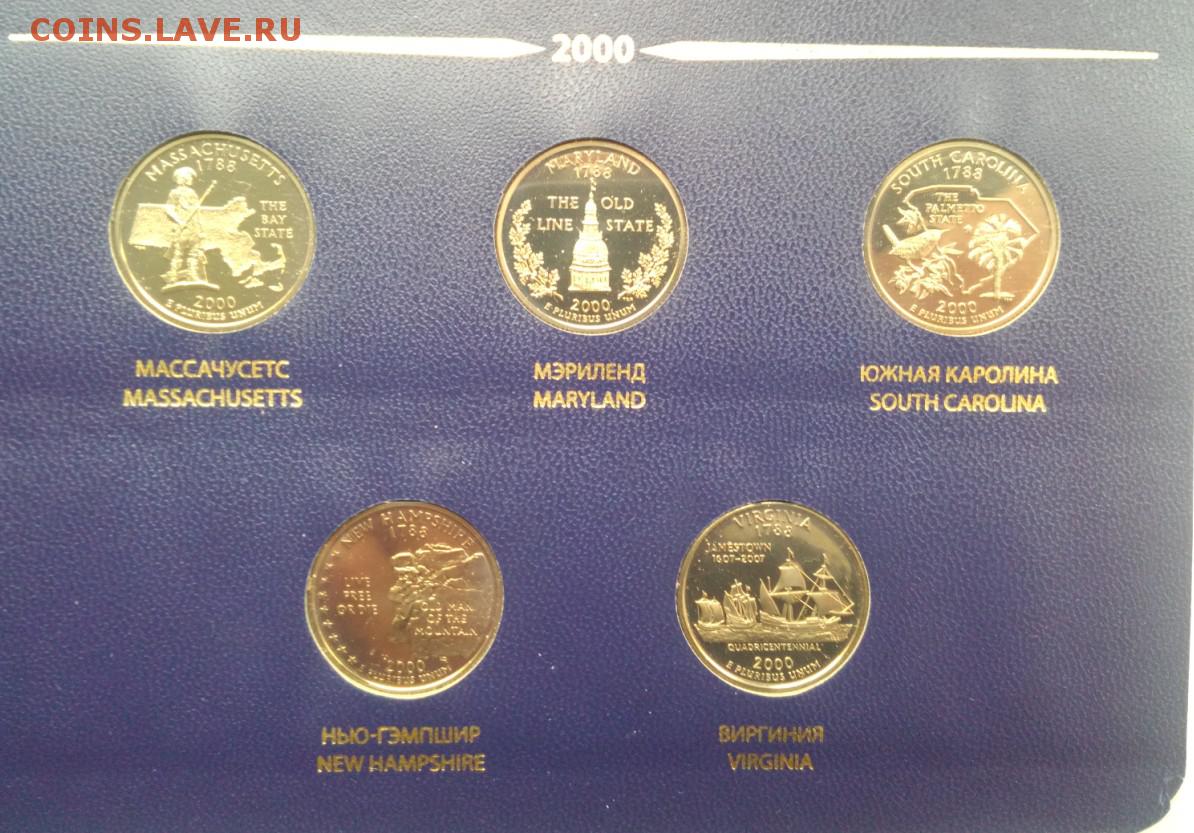 COINS.LAVE.RU
2000
MASSACHUSETTS
1788
THE
BAY
STATE
2000
E PLURIBUS UNUM
MARYLAND
1788
THE OLD
LINE STATE
2000
E PLURIBUS UNUM
SOUTH CAROLINA
1788
THE
PALMETTO
STATE
2000
E PLURIBUS UNUM
МАССАЧУСЕТС
MASSACHUSETTS
МЭРИЛЕНД
MARYLAND
ЮЖНАЯ КАРОЛИНА
SOUTH CAROLINA
NEW HAMPSHIRE
1788
LIVE
FREE
OR DIE
OLD MAN
OF THE
MOUNTAIN
2000
E PLURIBUS UNUM
VIRGINIA
1788
JAMESTOWN
1607-2007
QUADRICENTENNIAL
2000
E PLURIBUS UNUM
НЬЮ-ГЭМПШИР
NEW HAMPSHIRE
ВИРГИНИЯ
VIRGINIA